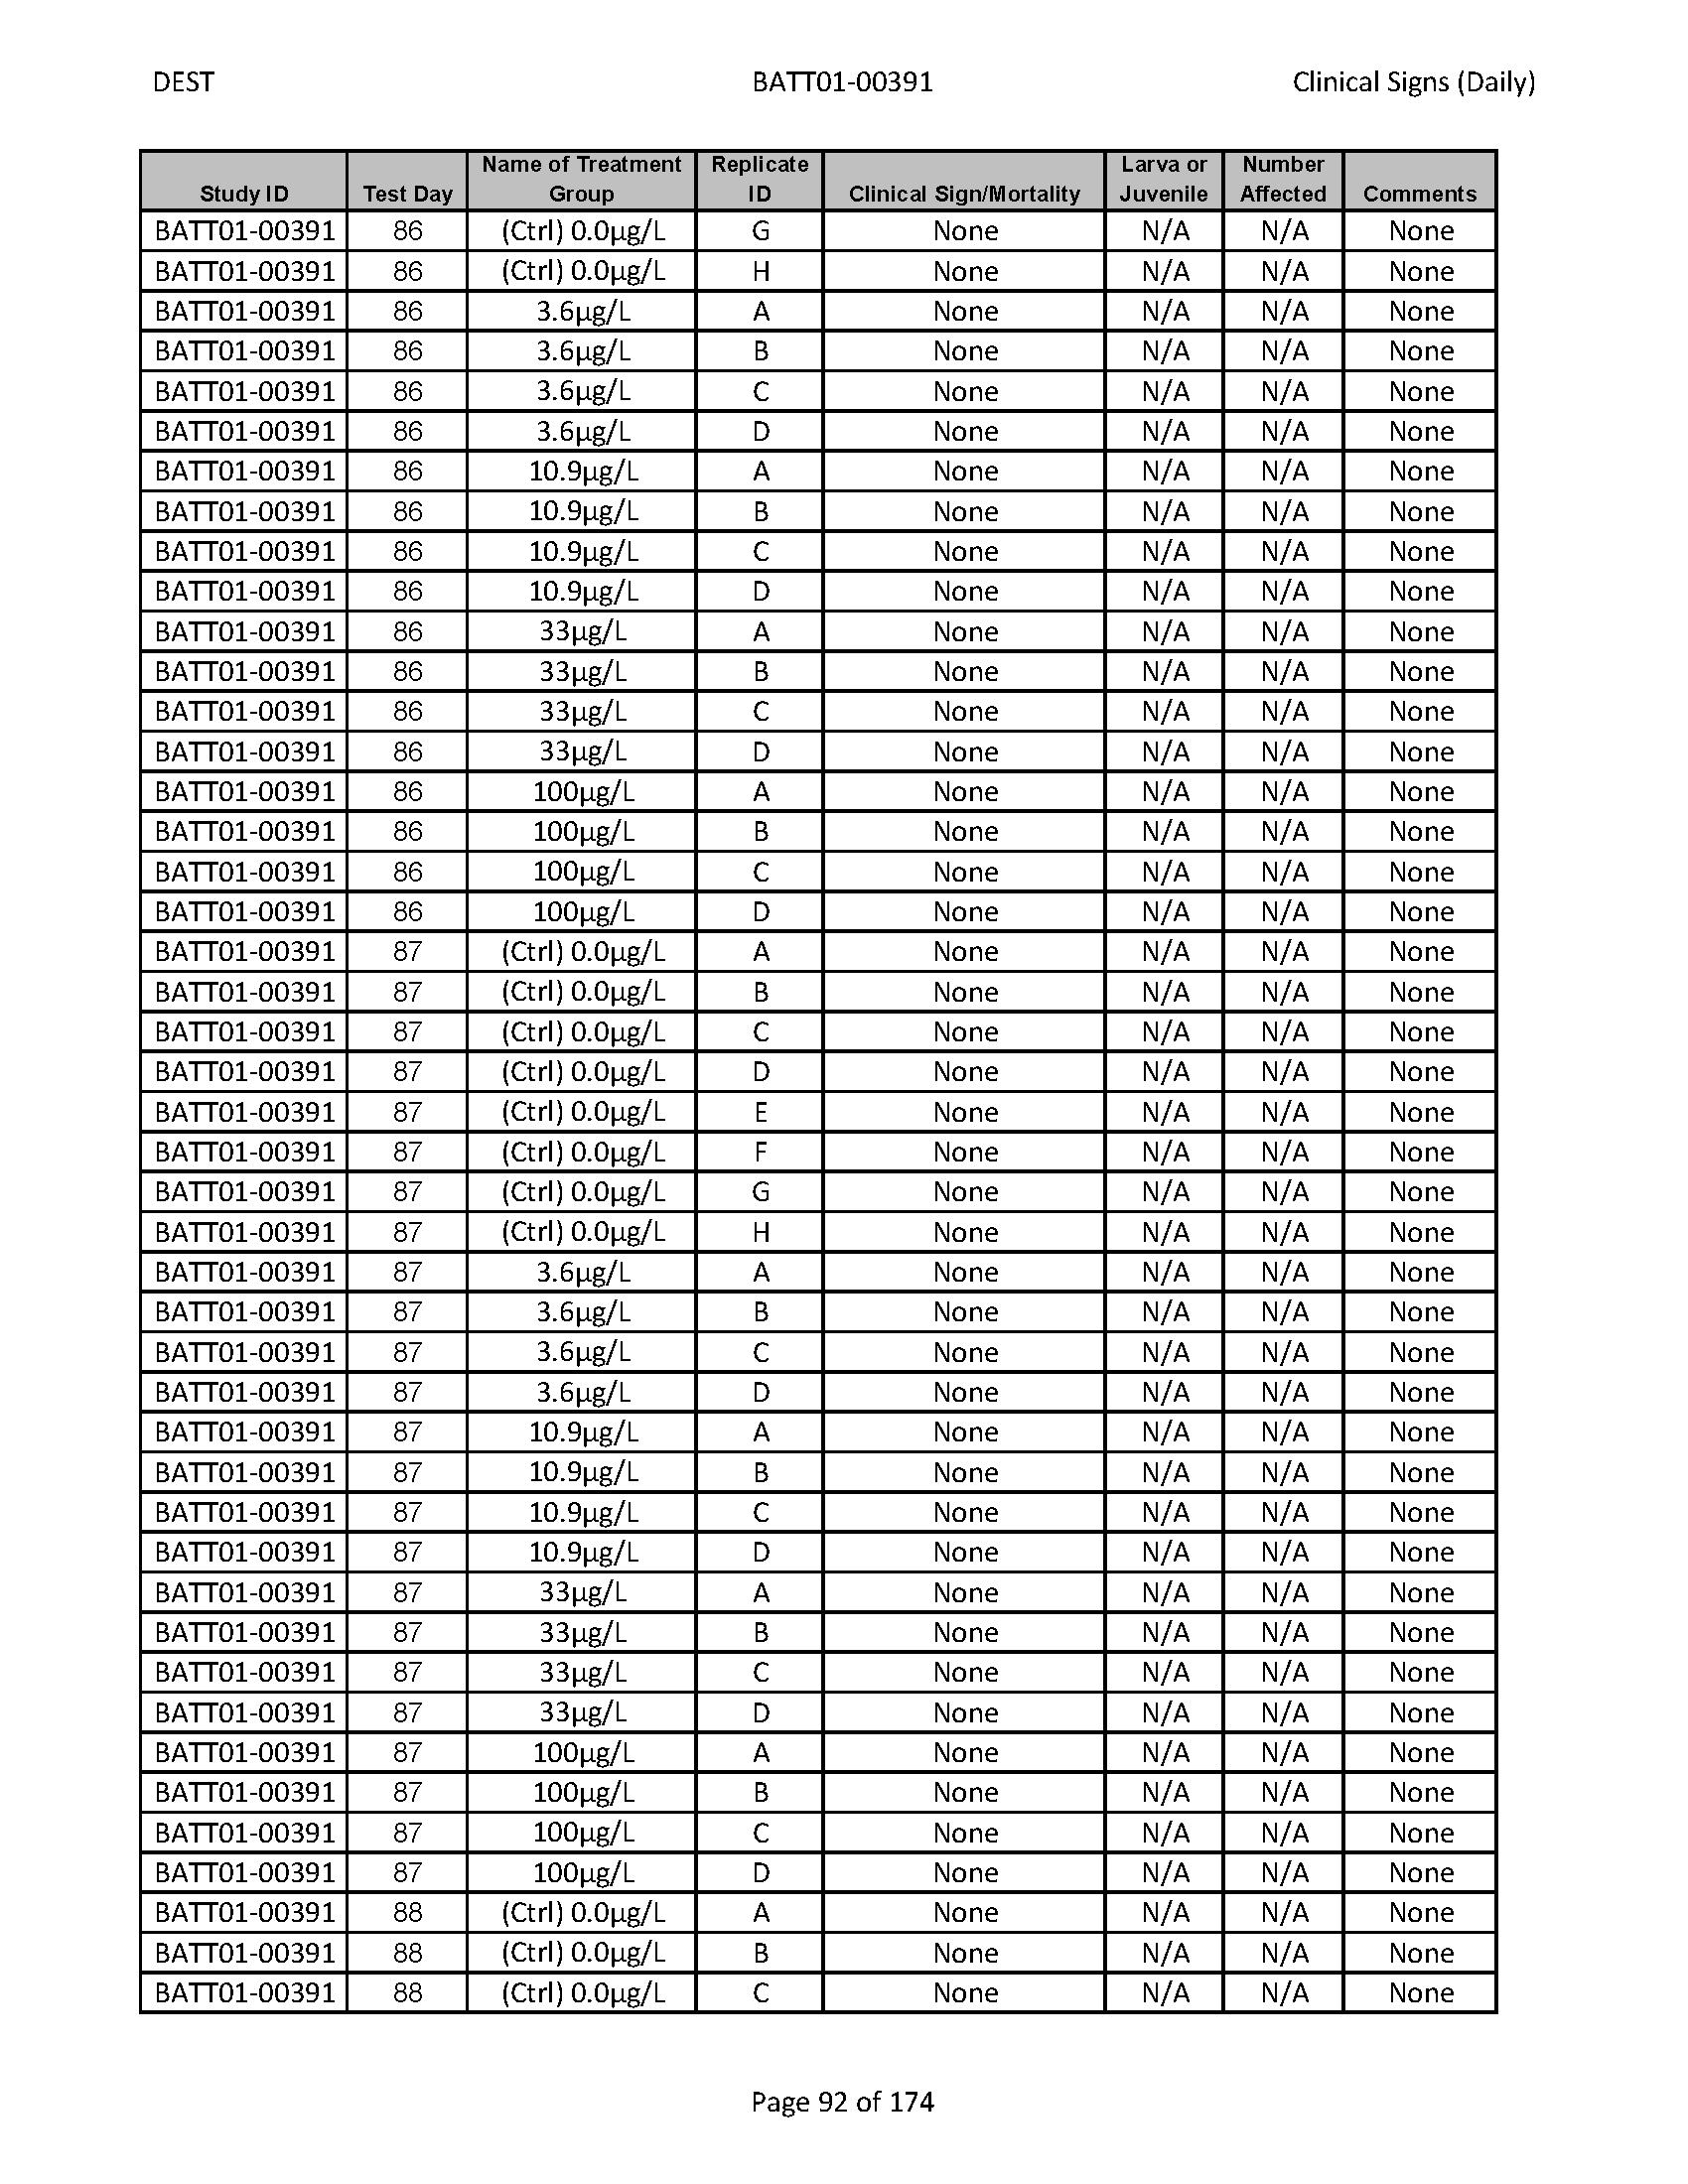 DEST BATT01-00391 Clinical Signs (Daily)
Study ID Test Day Name of Treatment Group Replicate ID Clinical Sign/Mortality Larva or Juvenile Number Affected Comments
BATT01-00391 86 (Ctrl) 0.0µg/L G None N/A N/A None
BATT01-00391 86 (Ctrl) 0.0µg/L H None N/A N/A None
BATT01-00391 86 3.6µg/L A None N/A N/A None
BATT01-00391 86 3.6µg/L B None N/A N/A None
BATT01-00391 86 3.6µg/L C None N/A N/A None
BATT01-00391 86 3.6µg/L D None N/A N/A None
BATT01-00391 86 10.9µg/L A None N/A N/A None
BATT01-00391 86 10.9µg/L B None N/A N/A None
BATT01-00391 86 10.9µg/L C None N/A N/A None
BATT01-00391 86 10.9µg/L D None N/A N/A None
BATT01-00391 86 33µg/L A None N/A N/A None
BATT01-00391 86 33µg/L B None N/A N/A None
BATT01-00391 86 33µg/L C None N/A N/A None
BATT01-00391 86 33µg/L D None N/A N/A None
BATT01-00391 86 100µg/L A None N/A N/A None
BATT01-00391 86 100µg/L B None N/A N/A None
BATT01-00391 86 100µg/L C None N/A N/A None
BATT01-00391 86 100µg/L D None N/A N/A None
BATT01-00391 87 (Ctrl) 0.0µg/L A None N/A N/A None
BATT01-00391 87 (Ctrl) 0.0µg/L B None N/A N/A None
BATT01-00391 87 (Ctrl) 0.0µg/L C None N/A N/A None
BATT01-00391 87 (Ctrl) 0.0µg/L D None N/A N/A None
BATT01-00391 87 (Ctrl) 0.0µg/L E None N/A N/A None
BATT01-00391 87 (Ctrl) 0.0µg/L F None N/A N/A None
BATT01-00391 87 (Ctrl) 0.0µg/L G None N/A N/A None
BATT01-00391 87 (Ctrl) 0.0µg/L H None N/A N/A None
BATT01-00391 87 3.6µg/L A None N/A N/A None
BATT01-00391 87 3.6µg/L B None N/A N/A None
BATT01-00391 87 3.6µg/L C None N/A N/A None
BATT01-00391 87 3.6µg/L D None N/A N/A None
BATT01-00391 87 10.9µg/L A None N/A N/A None
BATT01-00391 87 10.9µg/L B None N/A N/A None
BATT01-00391 87 10.9µg/L C None N/A N/A None
BATT01-00391 87 10.9µg/L D None N/A N/A None
BATT01-00391 87 33µg/L A None N/A N/A None
BATT01-00391 87 33µg/L B None N/A N/A None
BATT01-00391 87 33µg/L C None N/A N/A None
BATT01-00391 87 33µg/L D None N/A N/A None
BATT01-00391 87 100µg/L A None N/A N/A None
BATT01-00391 87 100µg/L B None N/A N/A None
BATT01-00391 87 100µg/L C None N/A N/A None
BATT01-00391 87 100µg/L D None N/A N/A None
BATT01-00391 88 (Ctrl) 0.0µg/L A None N/A N/A None
BATT01-00391 88 (Ctrl) 0.0µg/L B None N/A N/A None
BATT01-00391 88 (Ctrl) 0.0µg/L C None N/A N/A None
Page 92 of 174